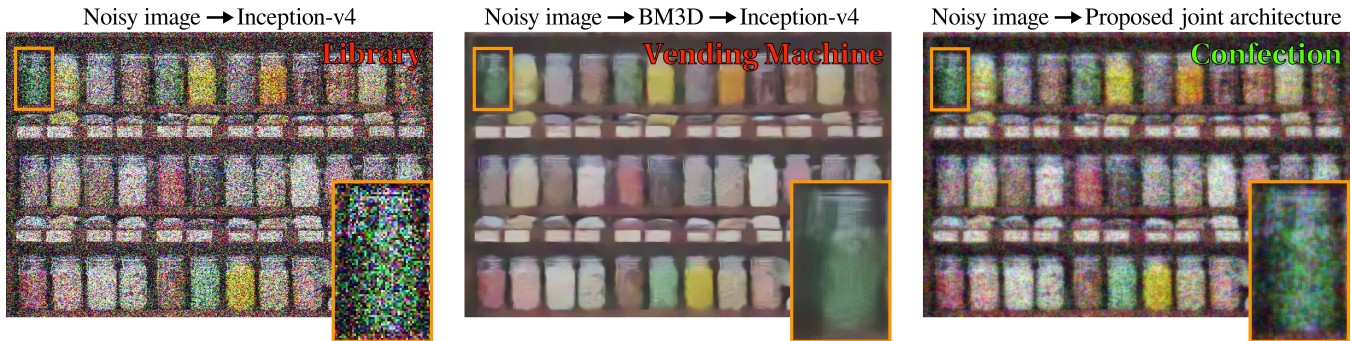 Noisy image → Inception-v4
Library
Noisy image → BM3D → Inception-v4
Vending Machine
Noisy image → Proposed joint architecture
Confection